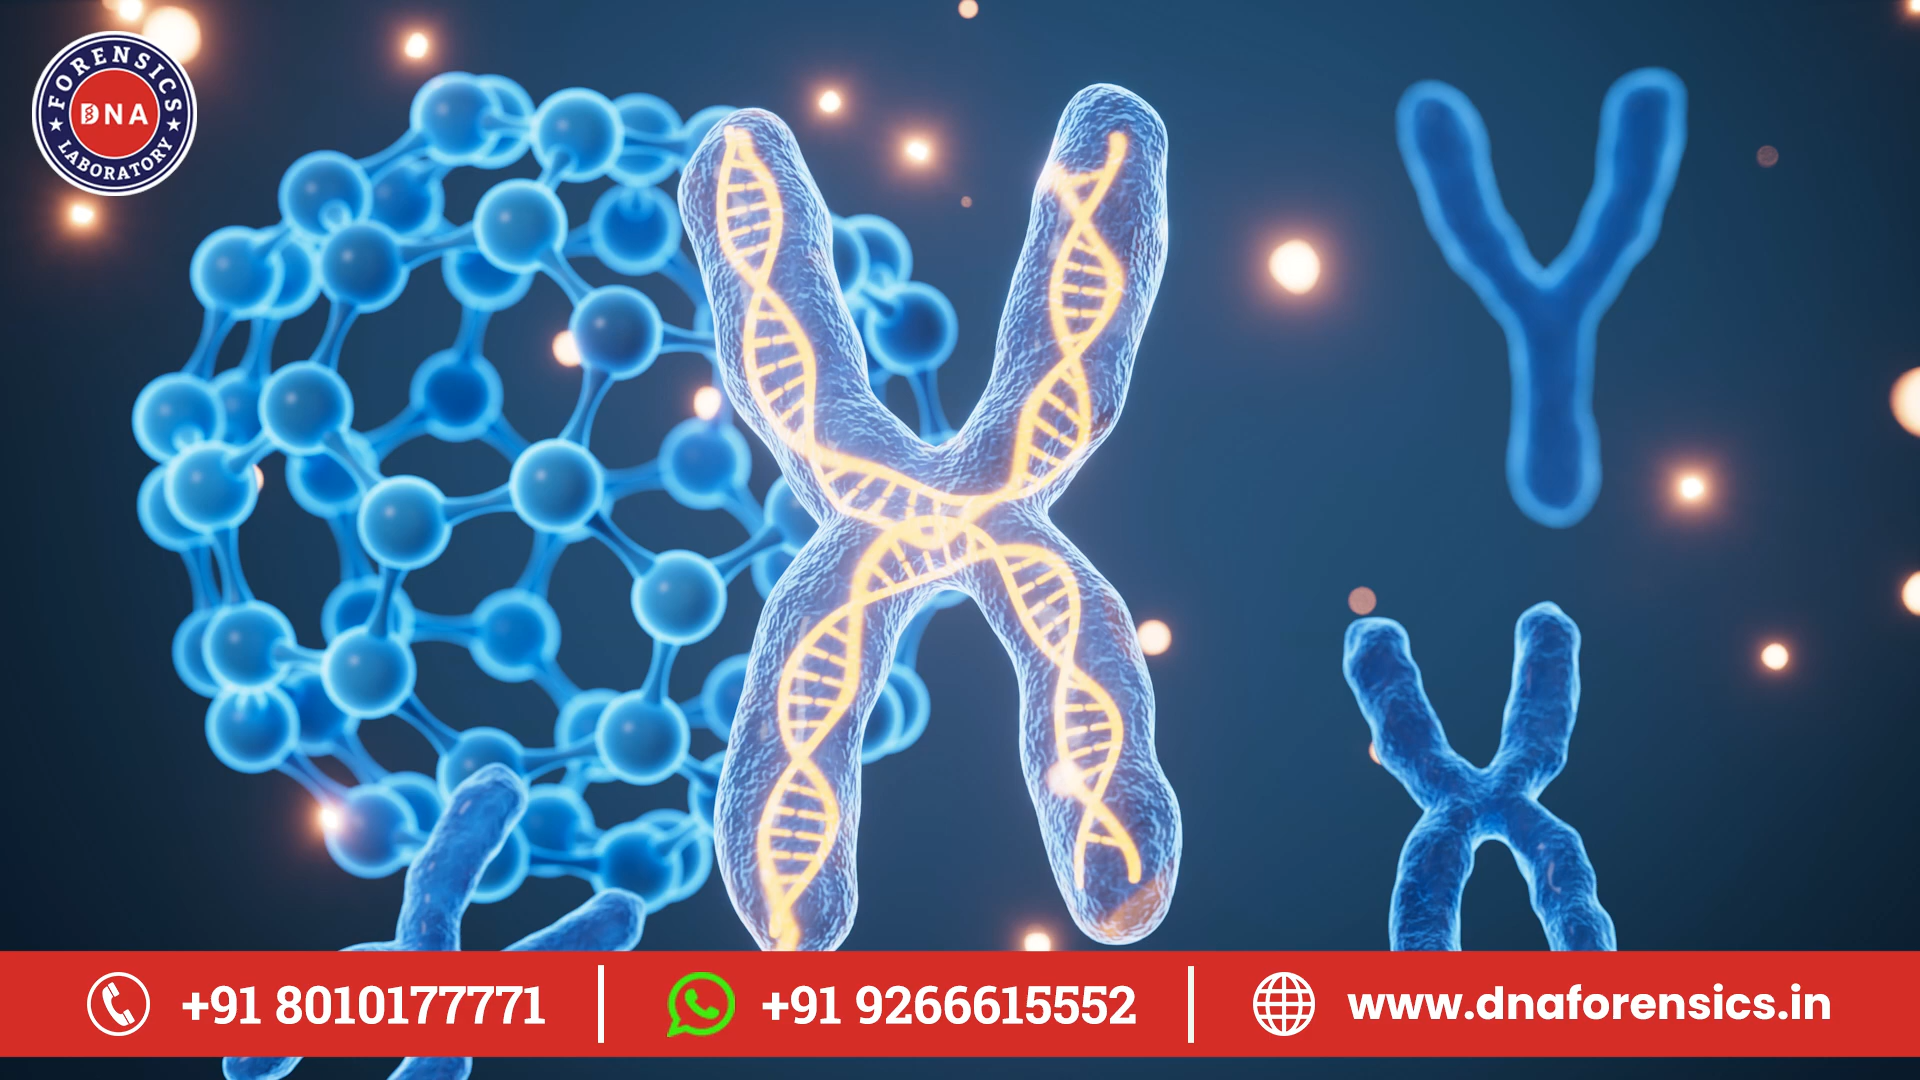 FORENSICS
DNA
LABORATORY
+91 8010177771
+91 9266615552
www.dnaforensics.in